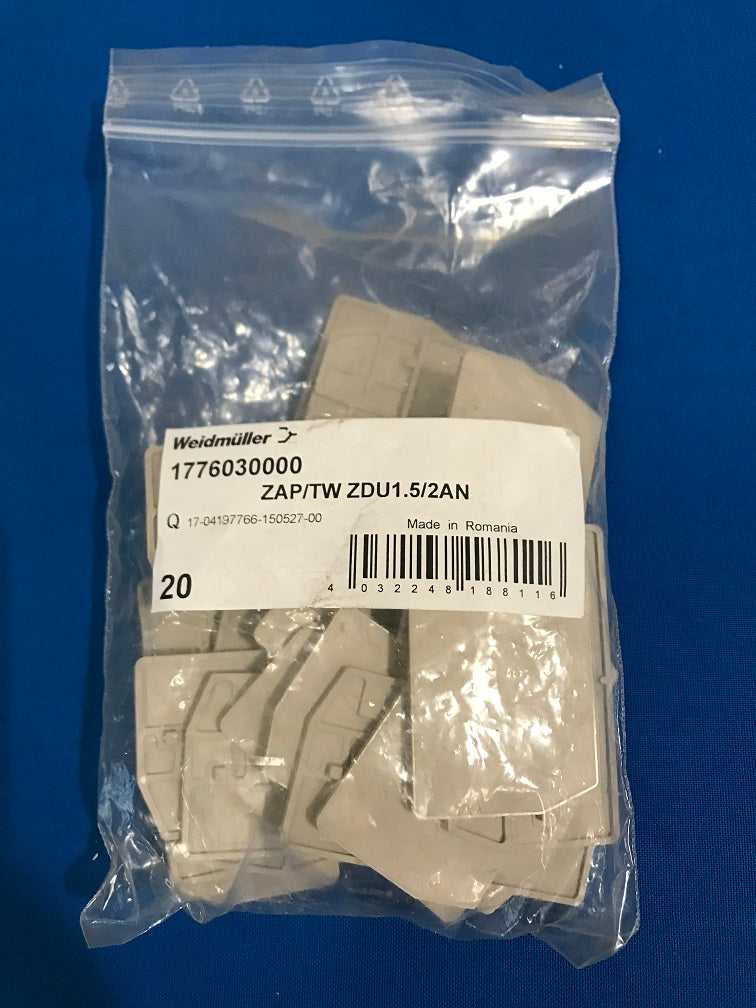 Weidmüller
1776030000
ZAP/TW ZDU1.5/2AN
Q 17-04197766-150527-00
Made in Romania
20
4 032248 188116